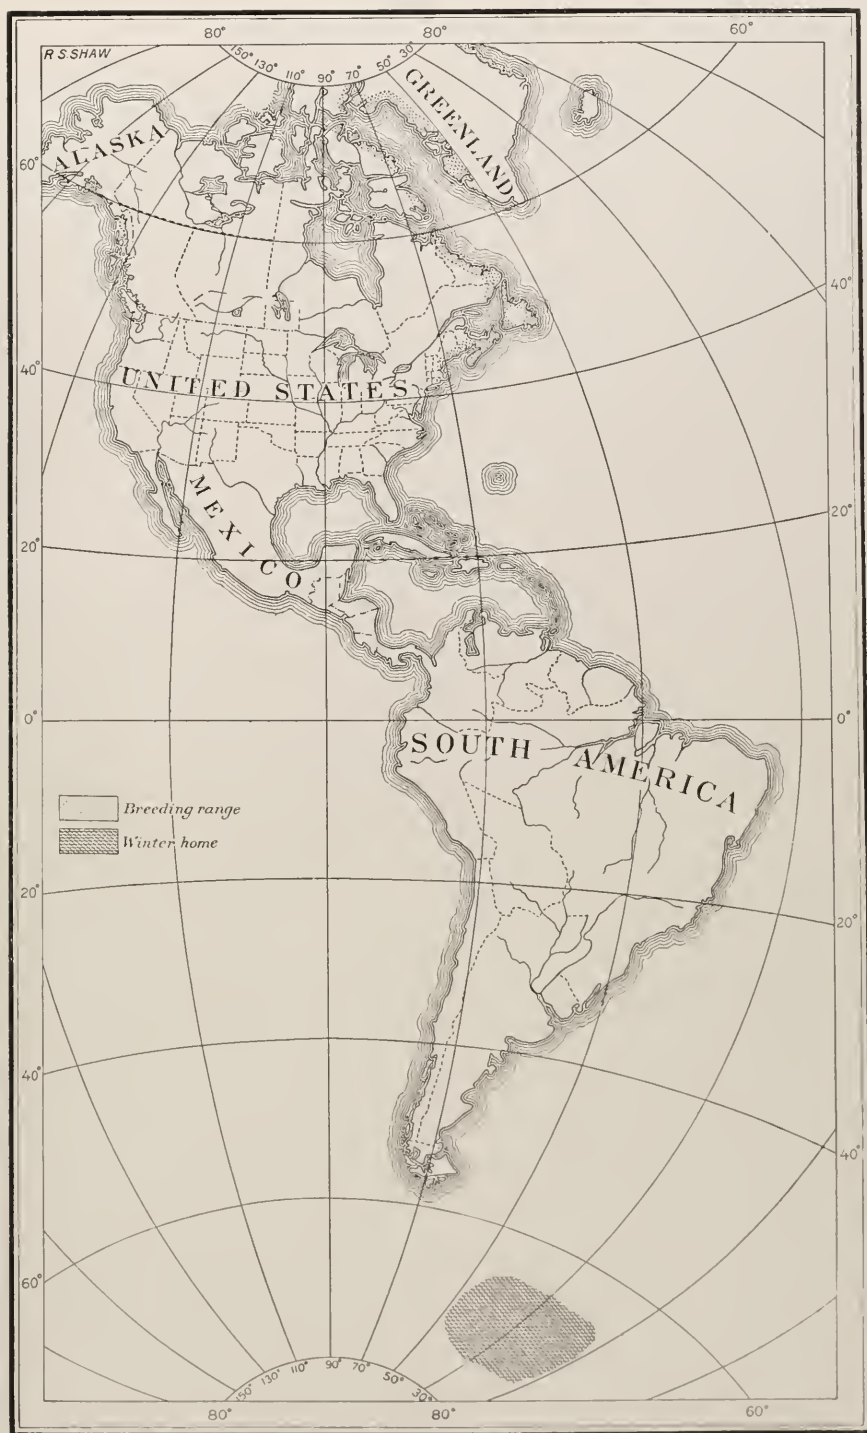 80° 80° 60°
R.S.SHAW
150° 130° 110° 90° 70° 50° 30°
GREENLAND
ALASKA
60°
40°
40°
UNITED STATES
MEXICO
20°
20°
0° 0°
SOUTH AMERICA
Breeding range
Winter home
20°
20°
40°
40°
60°
150° 130° 110° 90° 70° 50° 30°
80° 80° 60°